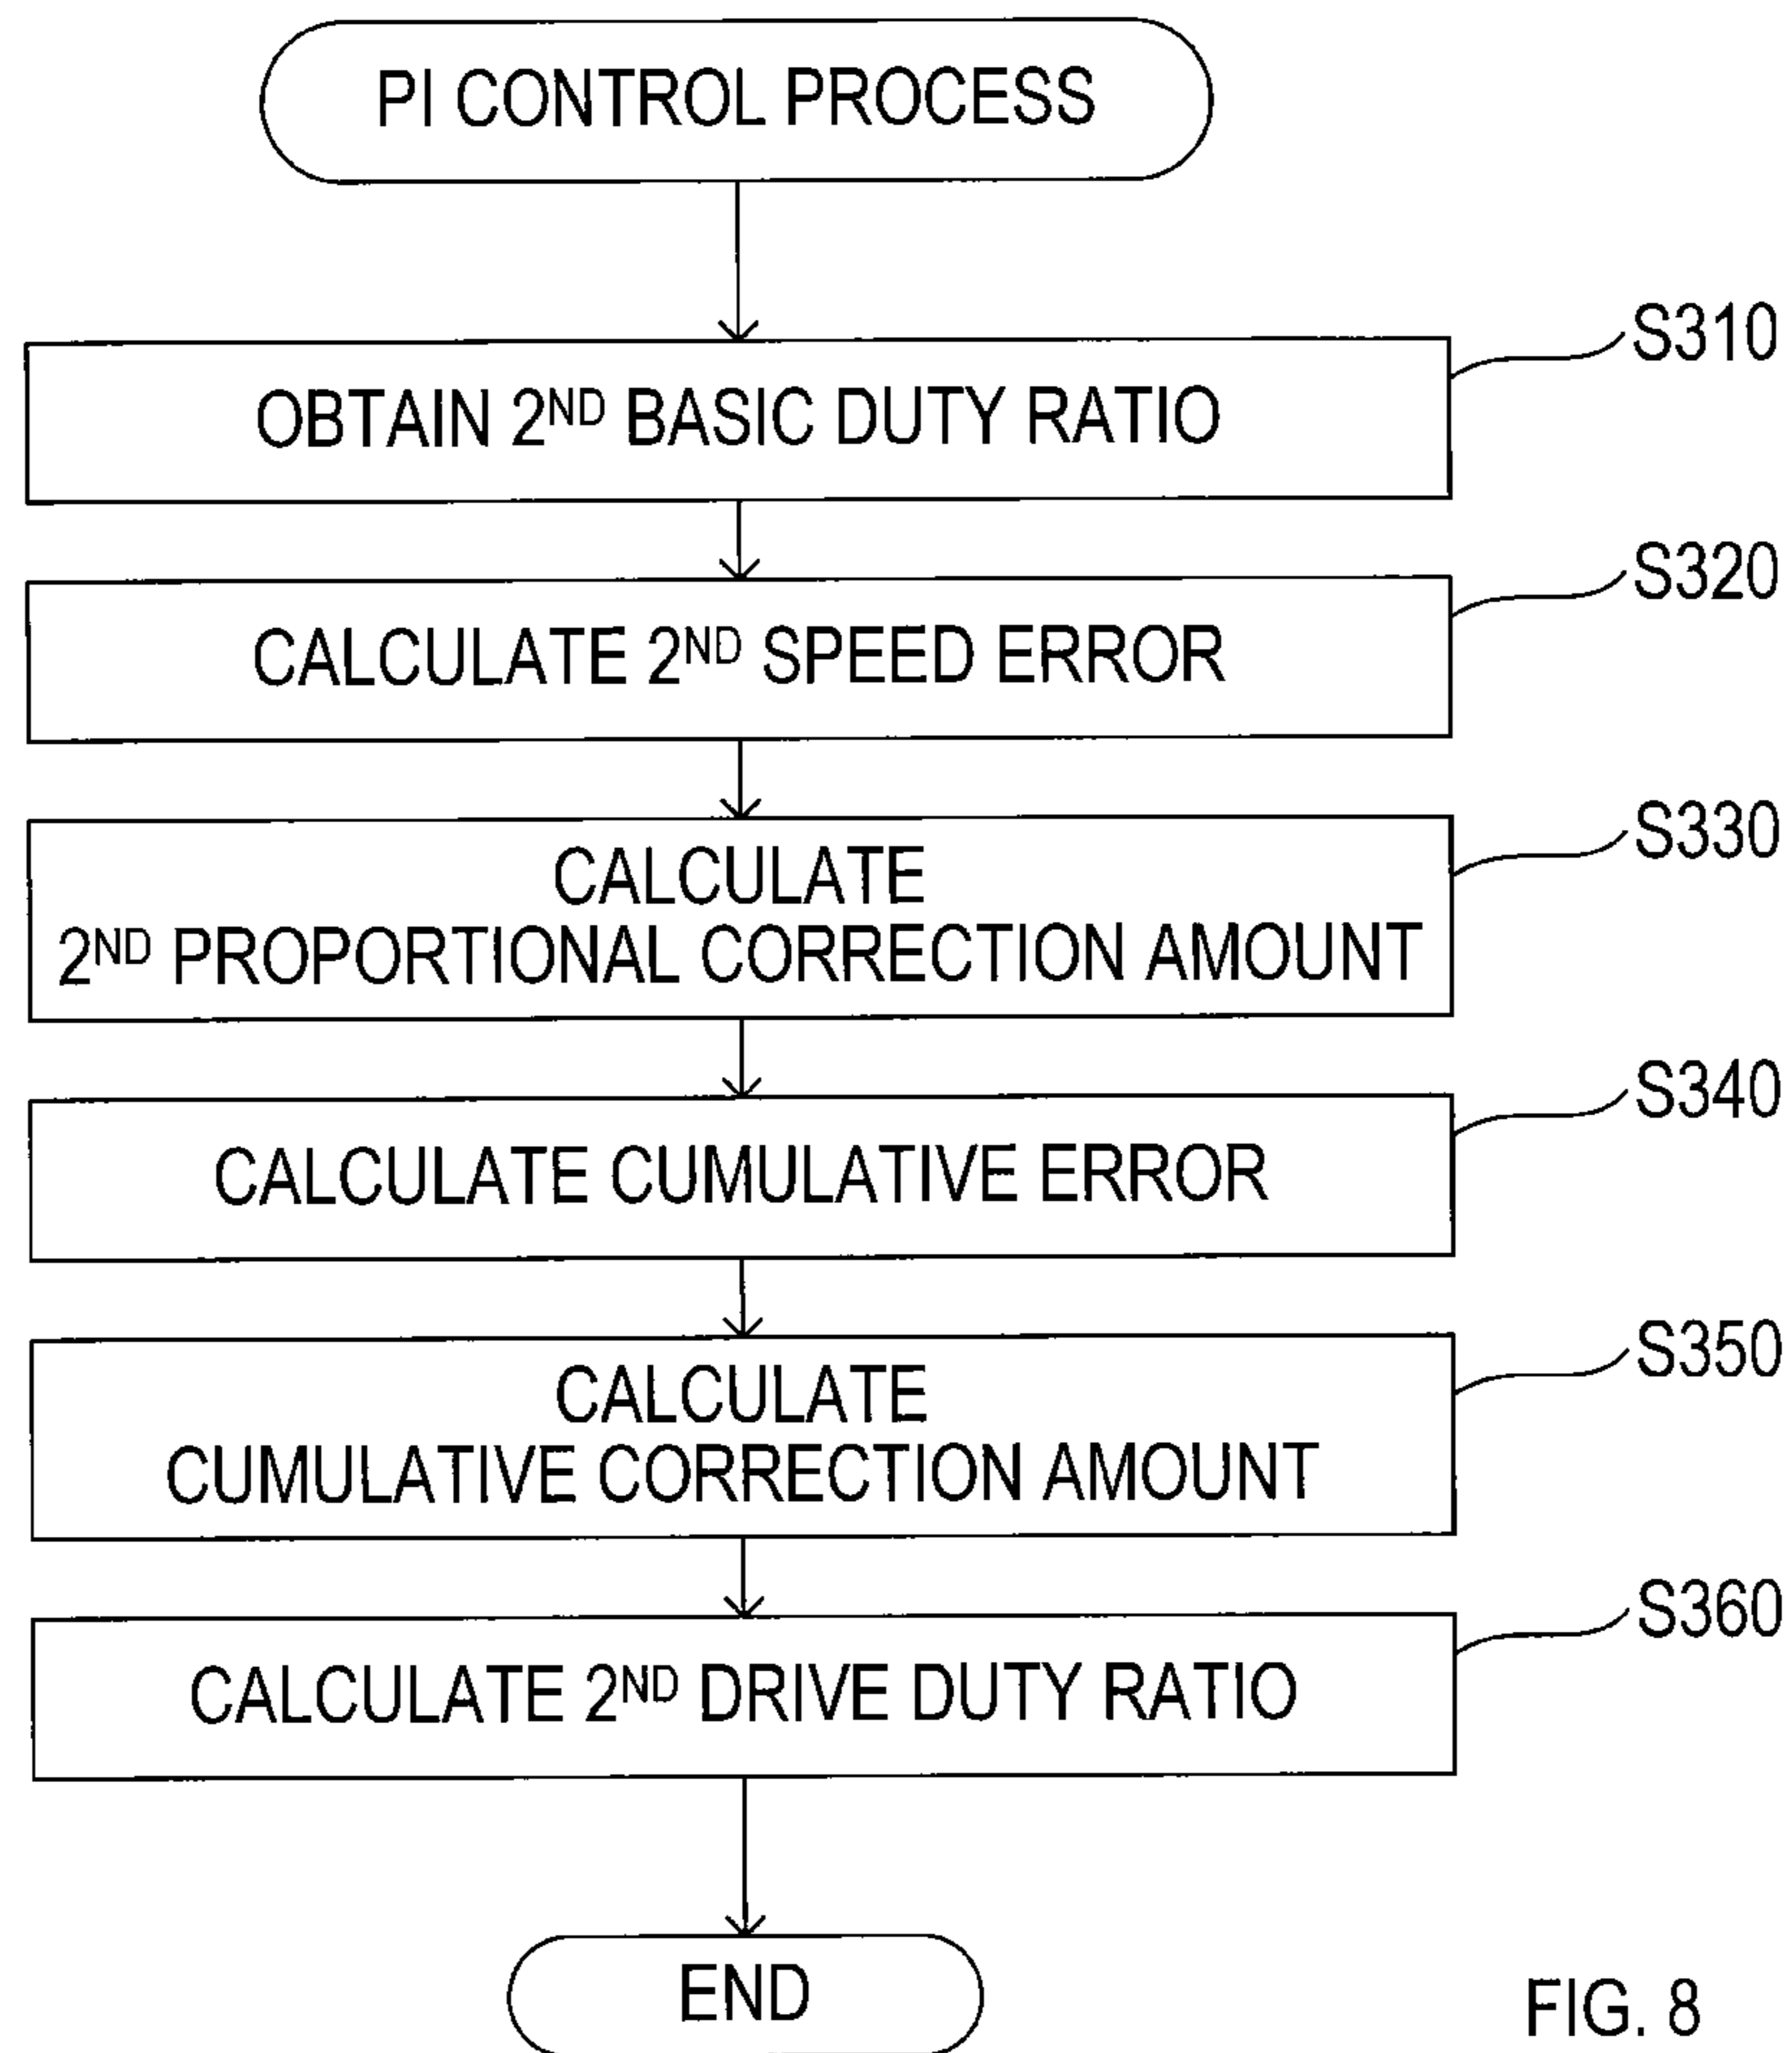 PI CONTROL PROCESS
S310
OBTAIN 2ND BASIC DUTY RATIO
S320
CALCULATE 2ND SPEED ERROR
S330
CALCULATE
2ND PROPORTIONAL CORRECTION AMOUNT
S340
CALCULATE CUMULATIVE ERROR
S350
CALCULATE
CUMULATIVE CORRECTION AMOUNT
S360
CALCULATE 2ND DRIVE DUTY RATIO
END
FIG. 8